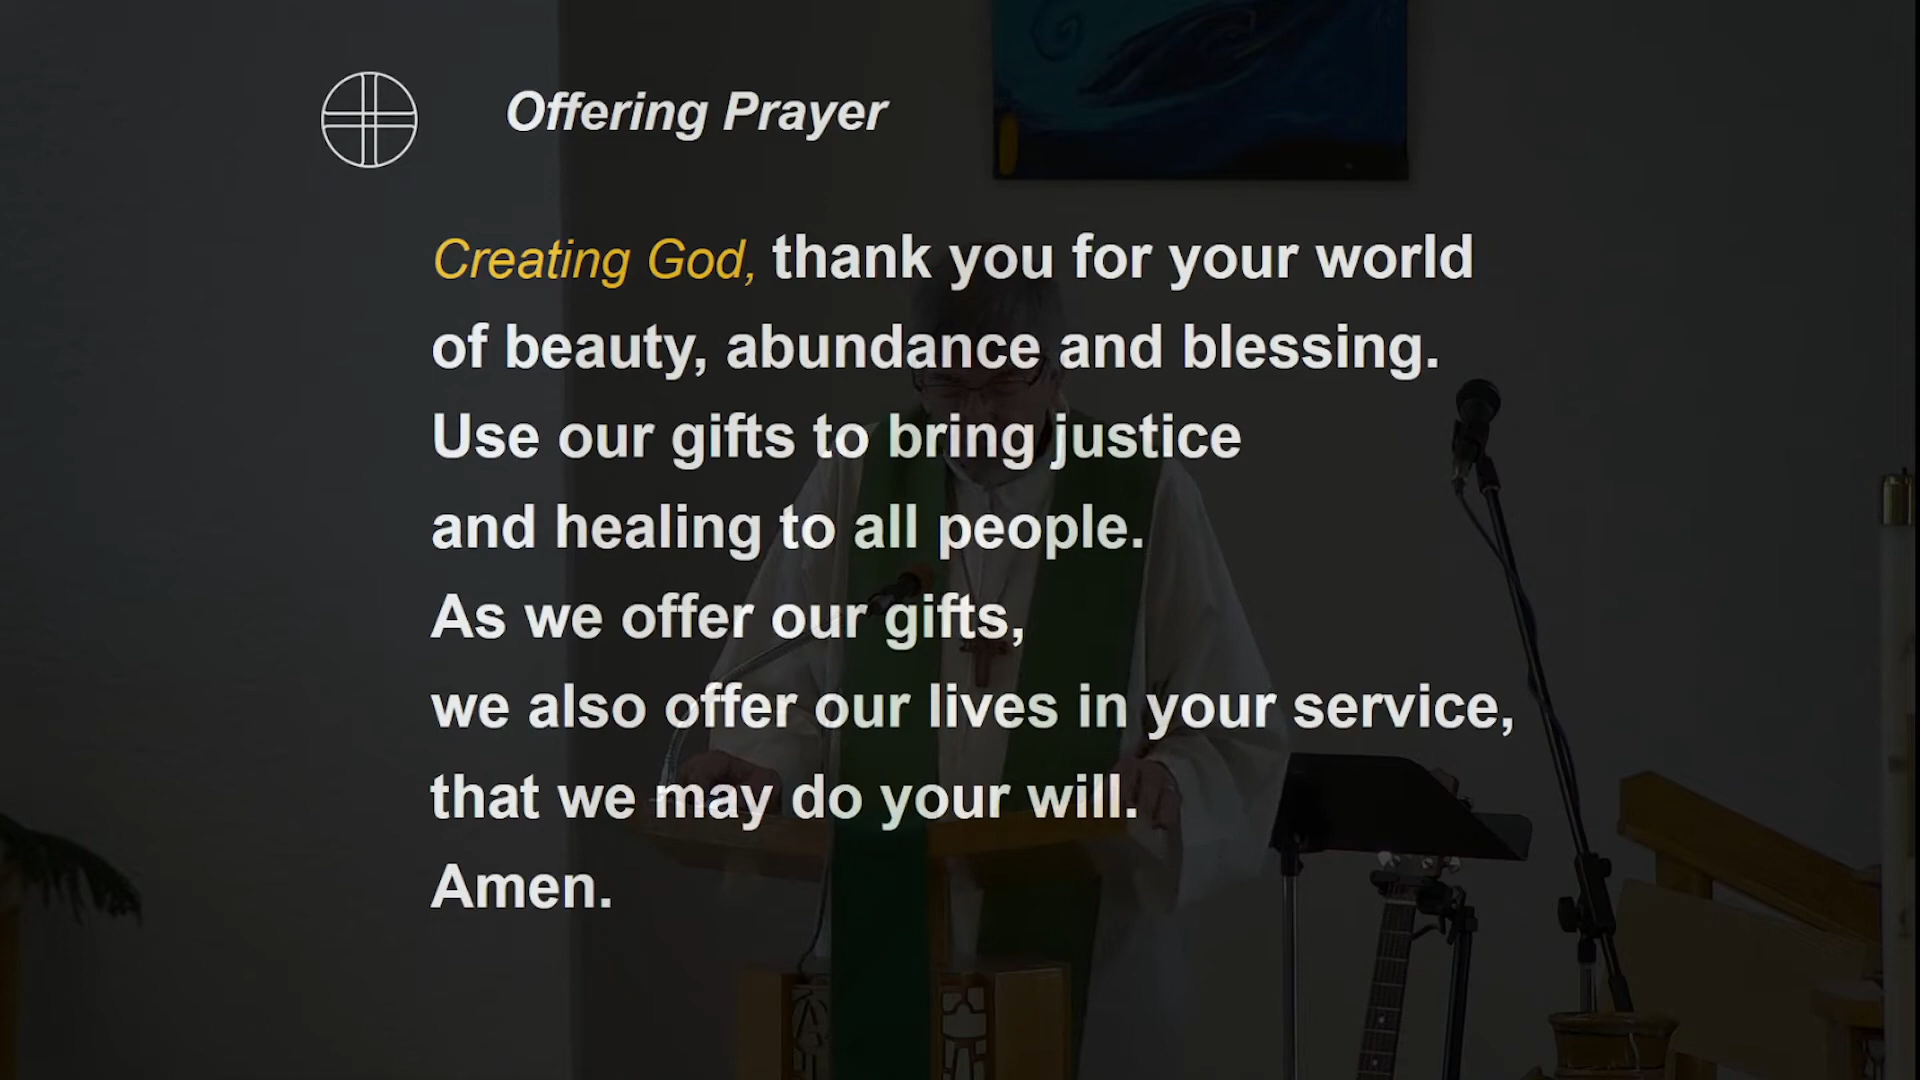 Offering Prayer
Creating God, thank you for your world
of beauty, abundance and blessing.
Use our gifts to bring justice
and healing to all people.
As we offer our gifts,
we also offer our lives in your service,
that we may do your will.
Amen.